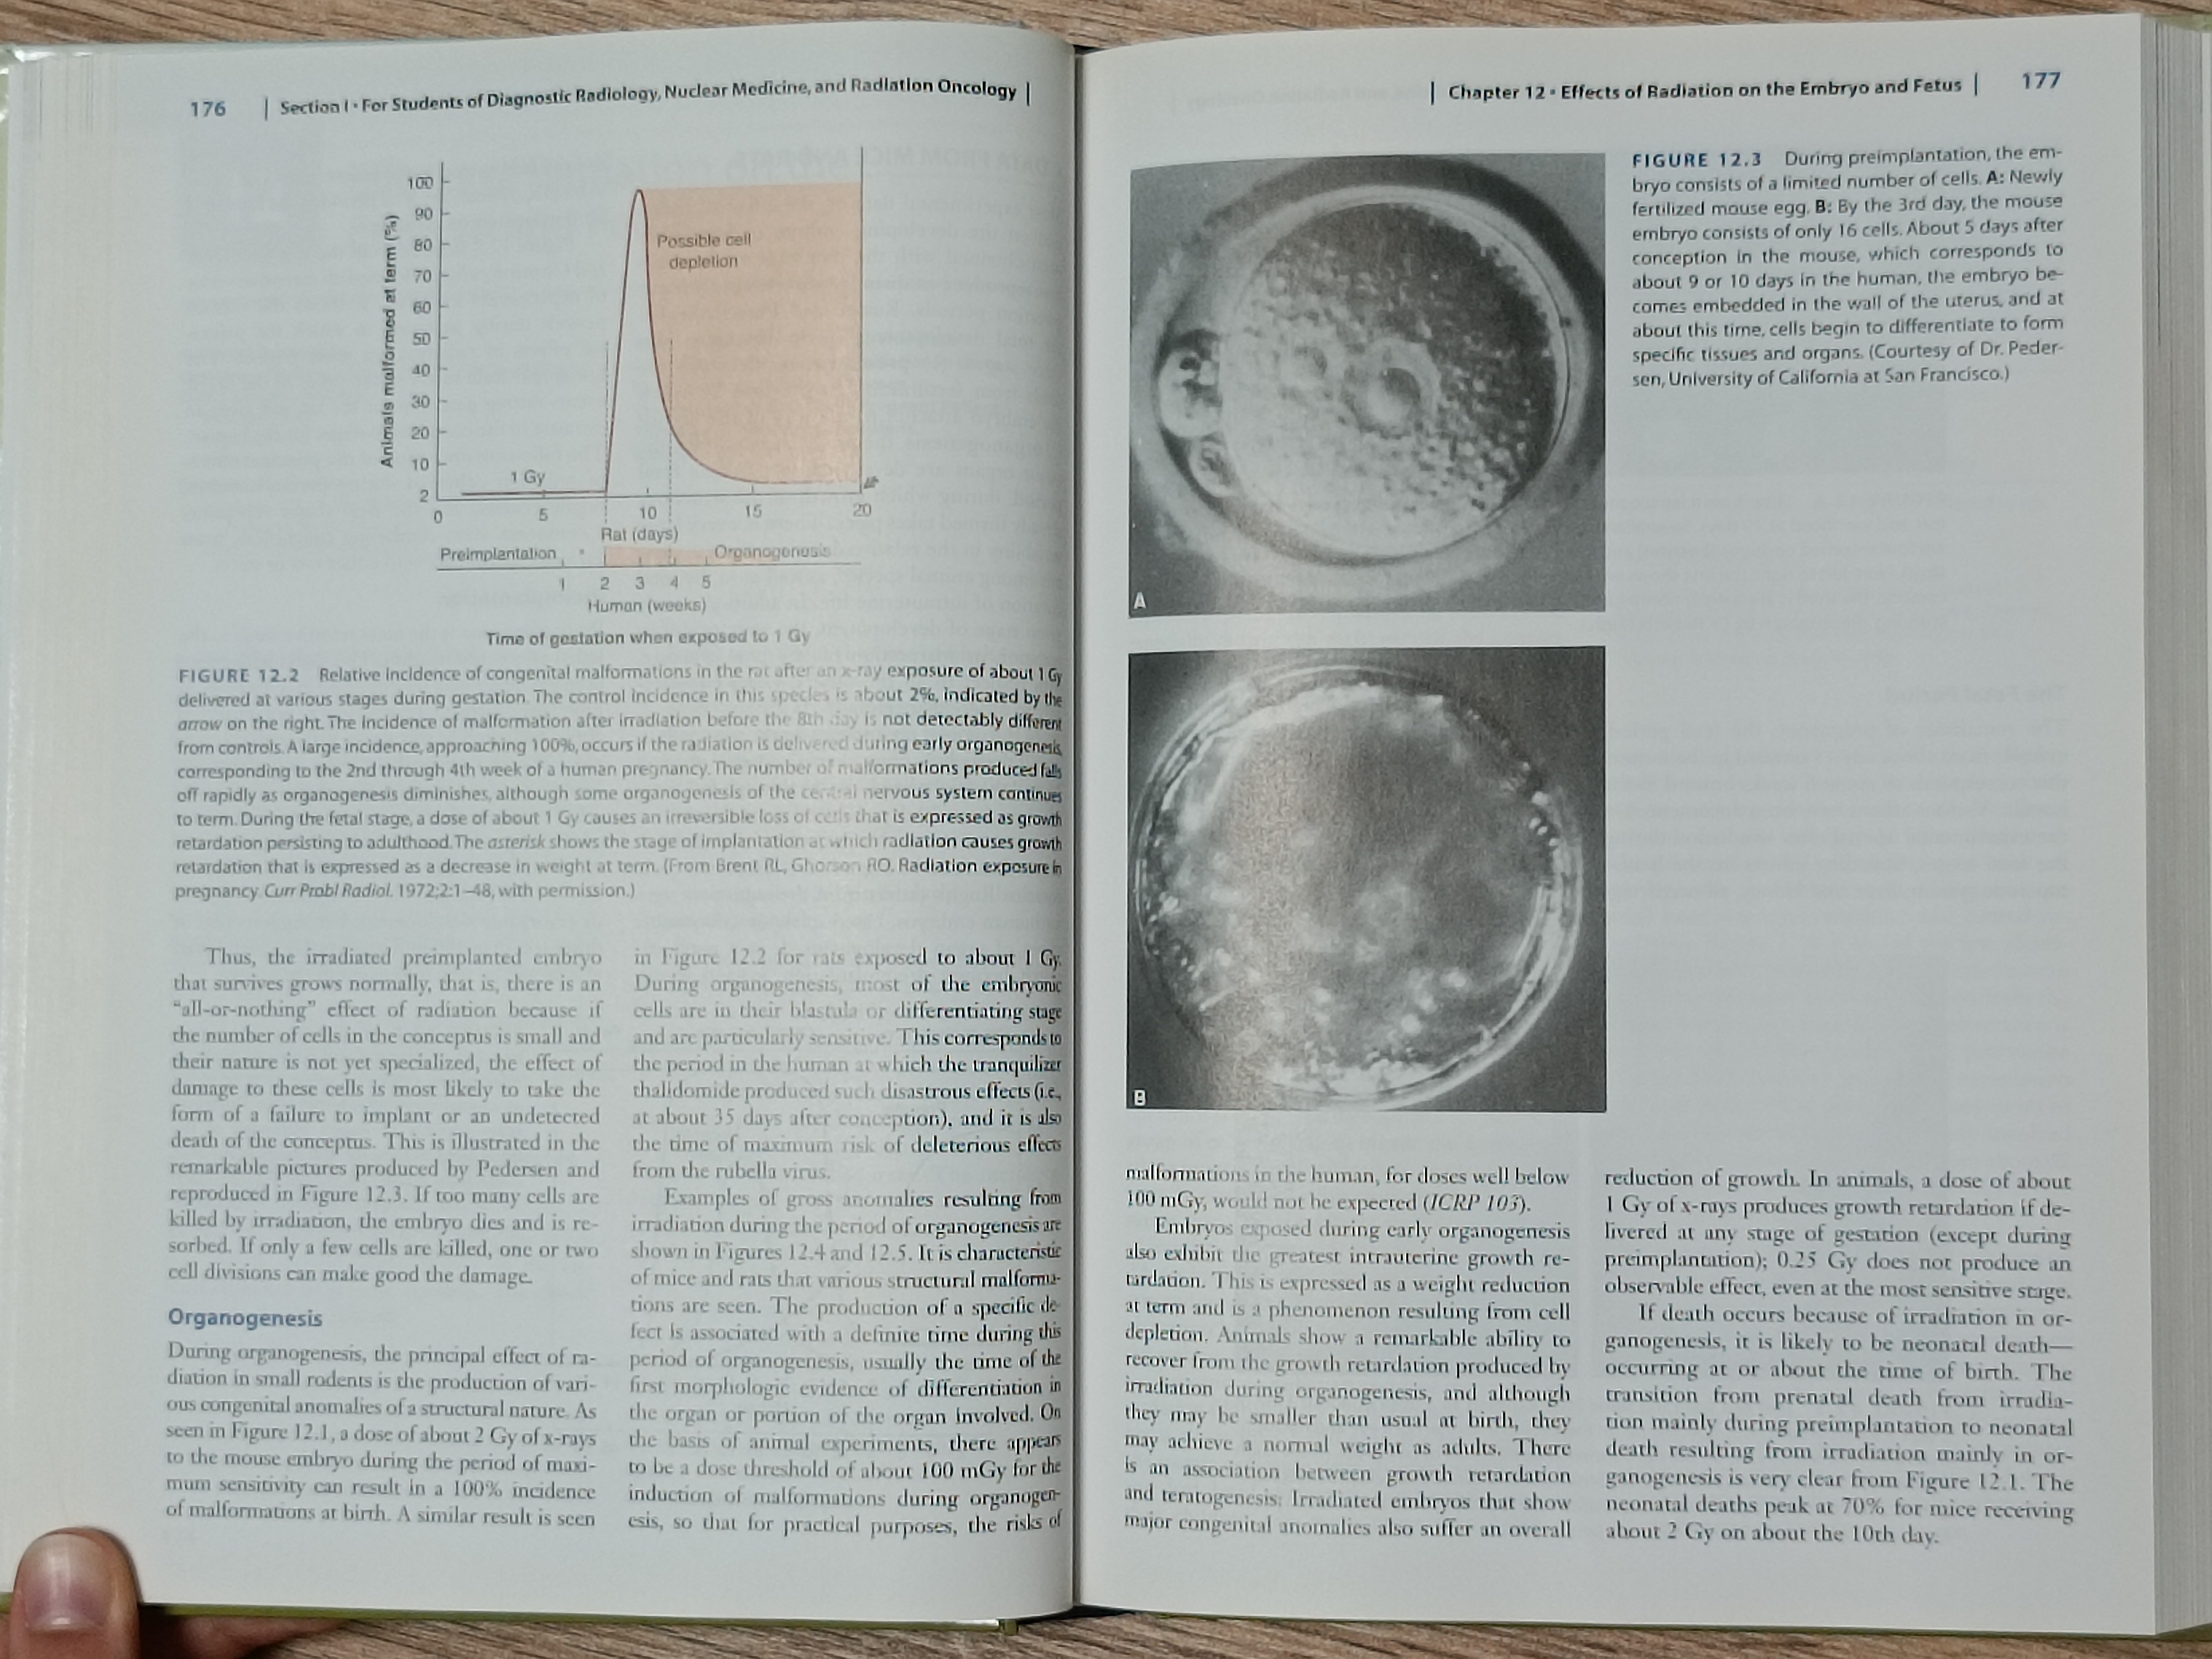 176 | Section I • For Students of Diagnostic Radiology, Nuclear Medicine, and Radiation Oncology |
Animals malformed at term (%)
100
90
80
70
60
50
40
30
20
10
2
Possible cell
depletion
1 Gy
0 5 10 15 20
Rat (days)
Preimplantation * Organogenesis
1 2 3 4 5
Human (weeks)
Time of gestation when exposed to 1 Gy
FIGURE 12.2 Relative incidence of congenital malformations in the rat after an x-ray exposure of about 1 Gy
delivered at various stages during gestation. The control incidence in this species is about 2%, indicated by the
arrow on the right. The incidence of malformation after irradiation before the 8th day is not detectably different
from controls. A large incidence, approaching 100%, occurs if the radiation is delivered during early organogenesis,
corresponding to the 2nd through 4th week of a human pregnancy. The number of malformations produced falls
off rapidly as organogenesis diminishes, although some organogenesis of the central nervous system continues
to term. During the fetal stage, a dose of about 1 Gy causes an irreversible loss of cells that is expressed as growth
retardation persisting to adulthood. The asterisk shows the stage of implantation at which radiation causes growth
retardation that is expressed as a decrease in weight at term. (From Brent RL, Ghorson RO. Radiation exposure in
pregnancy. Curr Probl Radiol. 1972;2:1–48, with permission.)
Thus, the irradiated preimplanted embryo
that survives grows normally, that is, there is an
"all-or-nothing" effect of radiation because if
the number of cells in the conceptus is small and
their nature is not yet specialized, the effect of
damage to these cells is most likely to take the
form of a failure to implant or an undetected
death of the conceptus. This is illustrated in the
remarkable pictures produced by Pedersen and
reproduced in Figure 12.3. If too many cells are
killed by irradiation, the embryo dies and is re-
sorbed. If only a few cells are killed, one or two
cell divisions can make good the damage.
Organogenesis
During organogenesis, the principal effect of ra-
diation in small rodents is the production of vari-
ous congenital anomalies of a structural nature. As
seen in Figure 12.1, a dose of about 2 Gy of x-rays
to the mouse embryo during the period of maxi-
mum sensitivity can result in a 100% incidence
of malformations at birth. A similar result is seen
in Figure 12.2 for rats exposed to about 1 Gy.
During organogenesis, most of the embryonic
cells are in their blastula or differentiating stage
and are particularly sensitive. This corresponds to
the period in the human at which the tranquilizer
thalidomide produced such disastrous effects (i.e.,
at about 35 days after conception), and it is also
the time of maximum risk of deleterious effects
from the rubella virus.
Examples of gross anomalies resulting from
irradiation during the period of organogenesis are
shown in Figures 12.4 and 12.5. It is characteristic
of mice and rats that various structural malforma-
tions are seen. The production of a specific de-
fect is associated with a definite time during this
period of organogenesis, usually the time of the
first morphologic evidence of differentiation in
the organ or portion of the organ involved. On
the basis of animal experiments, there appears
to be a dose threshold of about 100 mGy for the
induction of malformations during organogen-
esis, so that for practical purposes, the risks of
| Chapter 12 • Effects of Radiation on the Embryo and Fetus | 177
A
B
FIGURE 12.3 During preimplantation, the em-
bryo consists of a limited number of cells. A: Newly
fertilized mouse egg. B: By the 3rd day, the mouse
embryo consists of only 16 cells. About 5 days after
conception in the mouse, which corresponds to
about 9 or 10 days in the human, the embryo be-
comes embedded in the wall of the uterus, and at
about this time, cells begin to differentiate to form
specific tissues and organs. (Courtesy of Dr. Peder-
sen, University of California at San Francisco.)
malformations in the human, for doses well below
100 mGy, would not be expected (ICRP 103).
Embryos exposed during early organogenesis
also exhibit the greatest intrauterine growth re-
tardation. This is expressed as a weight reduction
at term and is a phenomenon resulting from cell
depletion. Animals show a remarkable ability to
recover from the growth retardation produced by
irradiation during organogenesis, and although
they may be smaller than usual at birth, they
may achieve a normal weight as adults. There
is an association between growth retardation
and teratogenesis: Irradiated embryos that show
major congenital anomalies also suffer an overall
reduction of growth. In animals, a dose of about
1 Gy of x-rays produces growth retardation if de-
livered at any stage of gestation (except during
preimplantation); 0.25 Gy does not produce an
observable effect, even at the most sensitive stage.
If death occurs because of irradiation in or-
ganogenesis, it is likely to be neonatal death—
occurring at or about the time of birth. The
transition from prenatal death from irradia-
tion mainly during preimplantation to neonatal
death resulting from irradiation mainly in or-
ganogenesis is very clear from Figure 12.1. The
neonatal deaths peak at 70% for mice receiving
about 2 Gy on about the 10th day.